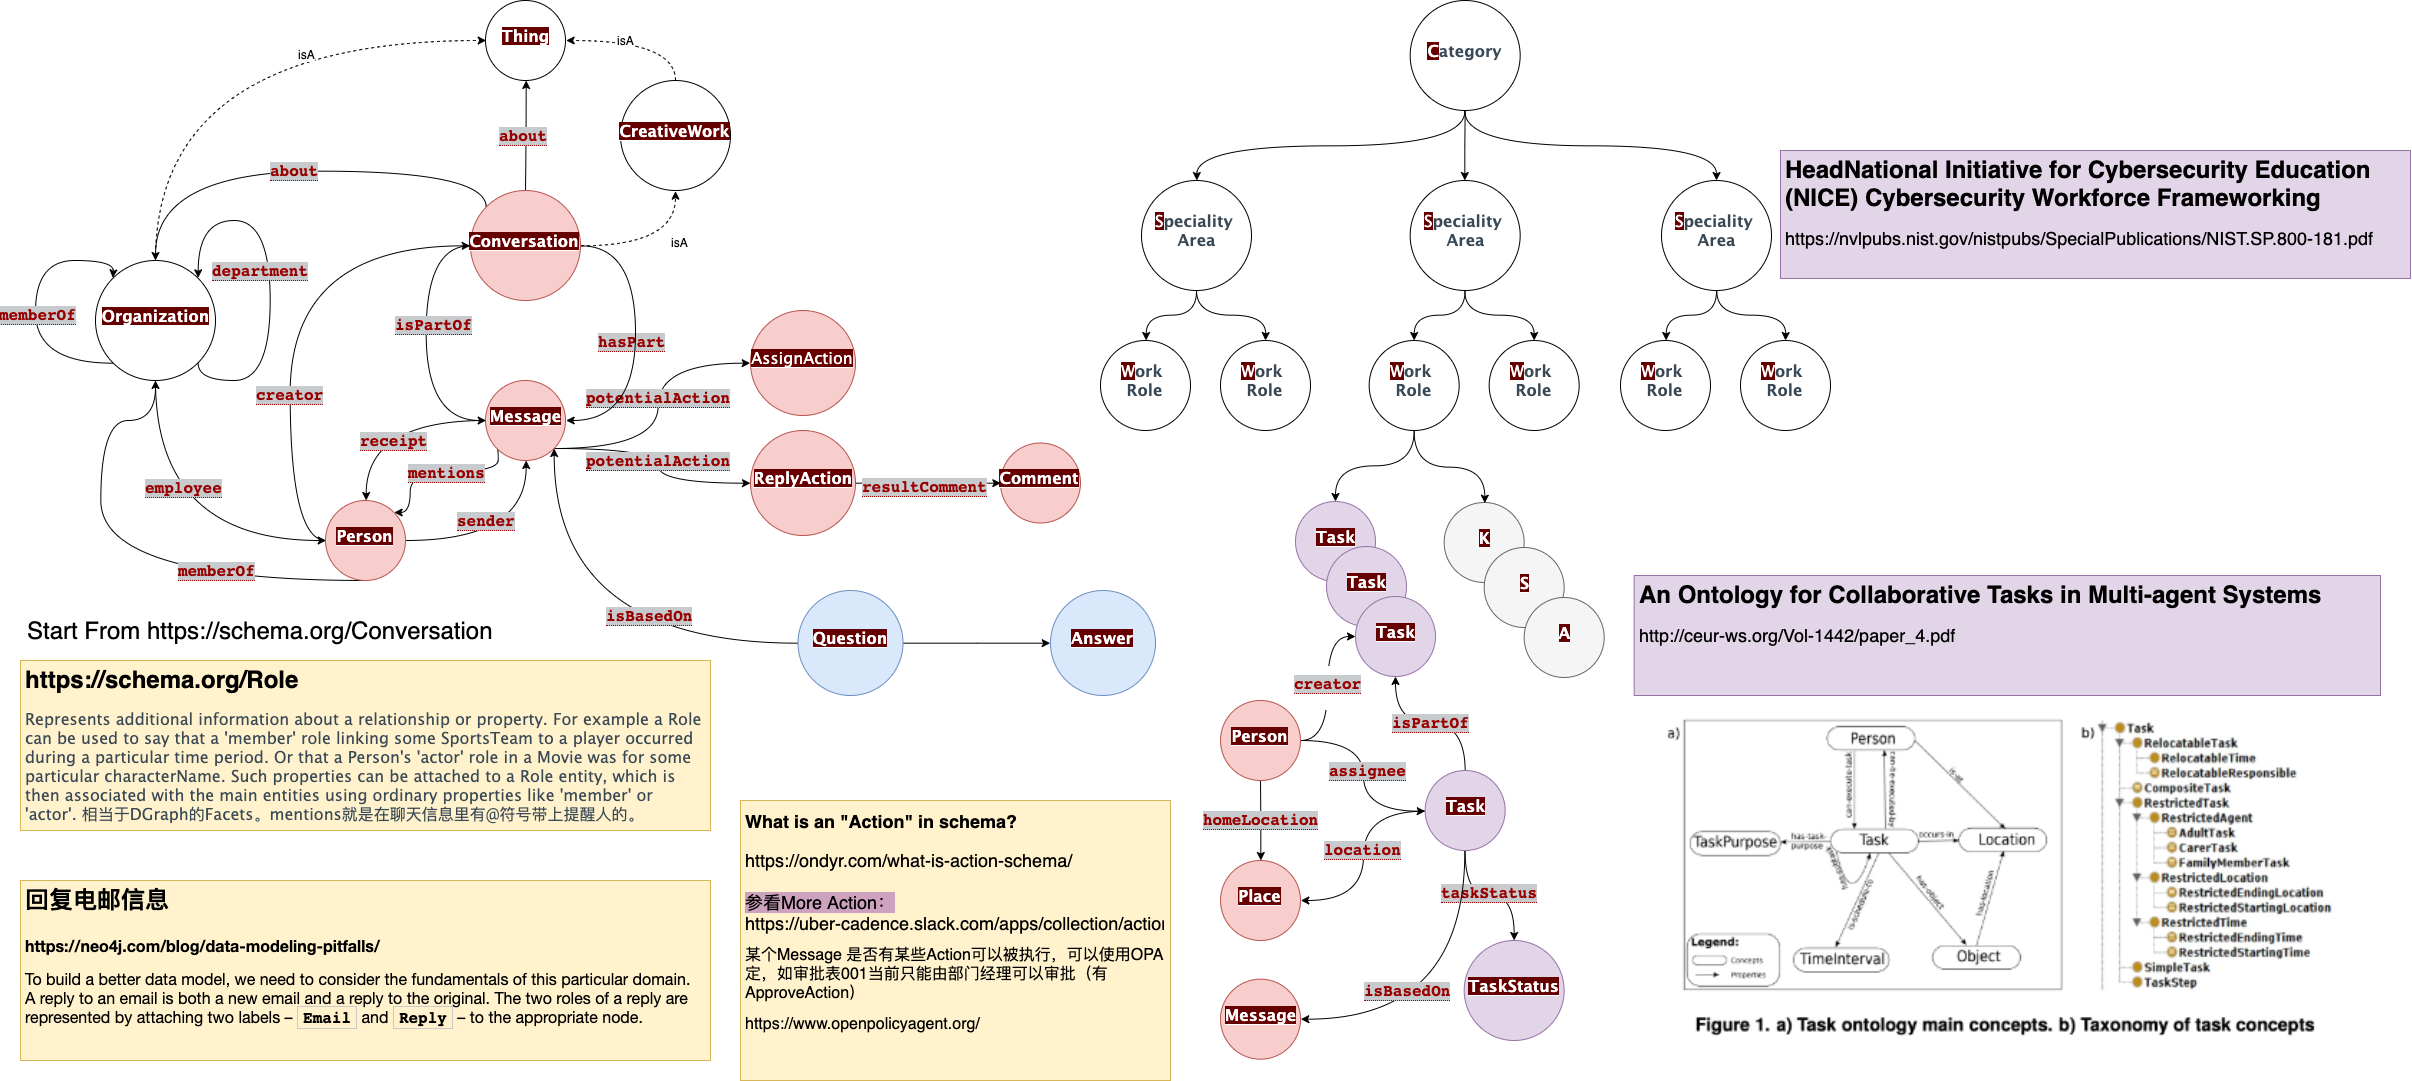 Thing
isA
isA
CreativeWork
about
about
Conversation
isA
department
memberOf
Organization
isPartOf
hasPart
creator
AssignAction
potentialAction
Message
receipt
mentions
potentialAction
ReplyAction
resultComment
Comment
employee
sender
Person
memberOf
isBasedOn
Question
Answer
Start From https://schema.org/Conversation
https://schema.org/Role
Represents additional information about a relationship or property. For example a Role
can be used to say that a 'member' role linking some SportsTeam to a player occurred
during a particular time period. Or that a Person's 'actor' role in a Movie was for some
particular characterName. Such properties can be attached to a Role entity, which is
then associated with the main entities using ordinary properties like 'member' or
'actor'. 相当于DGraph的Facets。mentions就是在聊天信息里有@符号带上提醒人的。
回复电邮信息
https://neo4j.com/blog/data-modeling-pitfalls/
To build a better data model, we need to consider the fundamentals of this particular domain.
A reply to an email is both a new email and a reply to the original. The two roles of a reply are
represented by attaching two labels – Email and Reply – to the appropriate node.
What is an "Action" in schema?
https://ondyr.com/what-is-action-schema/
参看More Action：
https://uber-cadence.slack.com/apps/collection/action
某个Message 是否有某些Action可以被执行，可以使用OPA
定，如审批表001当前只能由部门经理可以审批（有
ApproveAction）
https://www.openpolicyagent.org/
Category
Speciality
Area
Speciality
Area
Speciality
Area
Work
Role
Work
Role
Work
Role
Work
Role
Work
Role
Work
Role
Task
Task
Task
K
S
A
creator
Person
isPartOf
assignee
Task
homeLocation
location
Place
taskStatus
TaskStatus
isBasedOn
Message
HeadNational Initiative for Cybersecurity Education
(NICE) Cybersecurity Workforce Frameworking
https://nvlpubs.nist.gov/nistpubs/SpecialPublications/NIST.SP.800-181.pdf
An Ontology for Collaborative Tasks in Multi-agent Systems
http://ceur-ws.org/Vol-1442/paper_4.pdf
a)
Person
can-execute-task
can-be-executed-by
is-at
TaskPurpose
has-task-
purpose
Task
occurs-in
Location
has-object
has-location
TimeInterval
Object
Legend:
Concepts
Properties
b)
Task
RelocatableTask
RelocatableTime
RelocatableResponsible
CompositeTask
RestrictedTask
RestrictedAgent
AdultTask
CarerTask
FamilyMemberTask
RestrictedLocation
RestrictedEndingLocation
RestrictedStartingLocation
RestrictedTime
RestrictedEndingTime
RestrictedStartingTime
SimpleTask
TaskStep
Figure 1. a) Task ontology main concepts. b) Taxonomy of task concepts